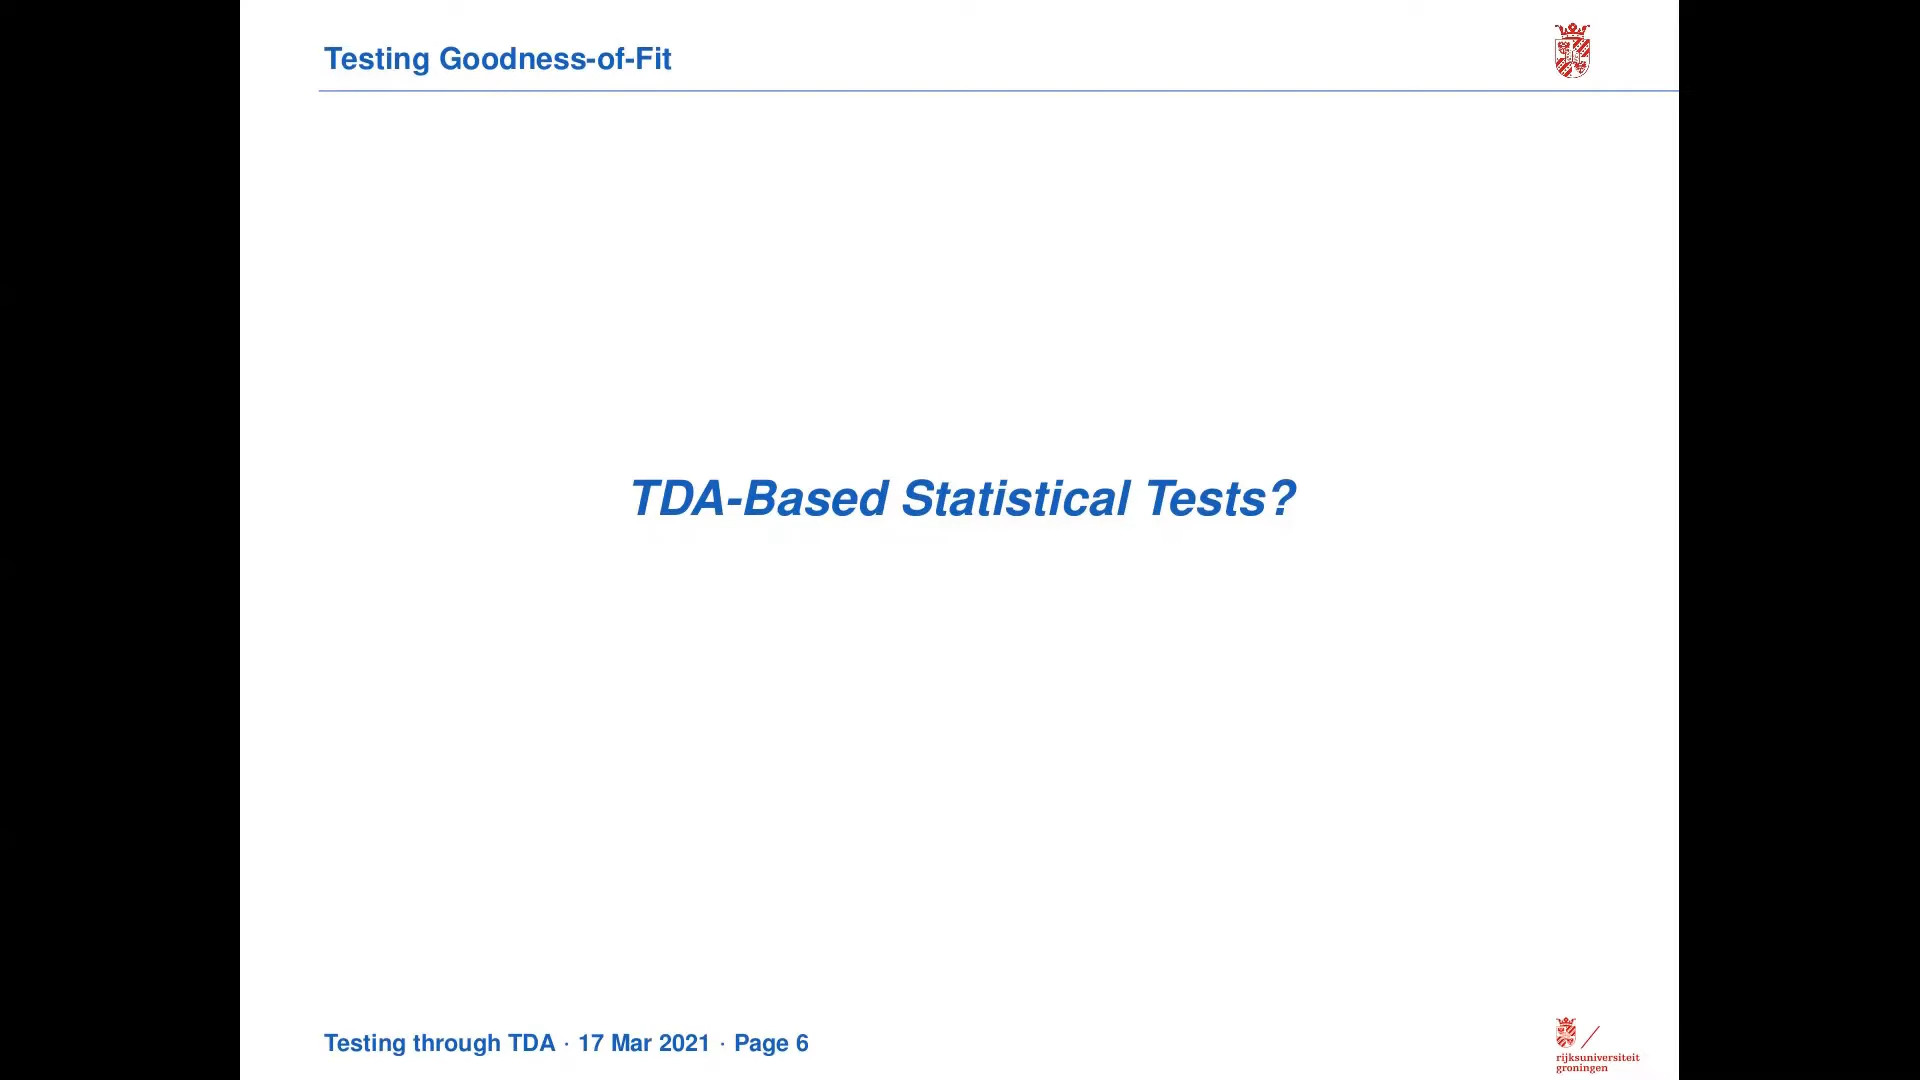 Testing Goodness-of-Fit
TDA-Based Statistical Tests?
Testing through TDA · 17 Mar 2021 · Page 6
rijksuniversiteit
groningen